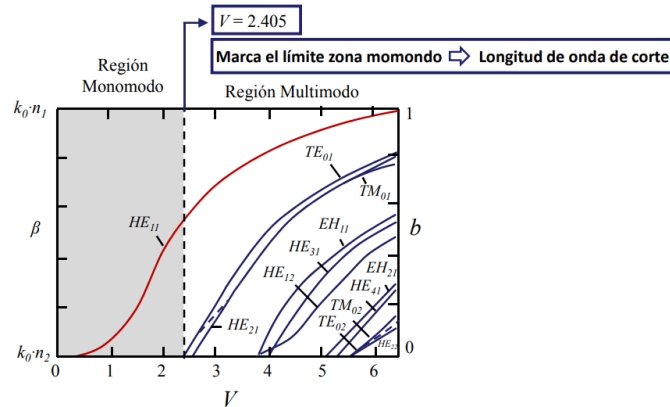 V = 2.405
Marca el límite zona momondo ⇨ Longitud de onda de corte
Región
Monomodo
Región Multimodo
k₀·n₁
1
TE₀₁
TM₀₁
HE₁₁
EH₁₁
β
HE₃₁
b
HE₁₂
EH₂₁
HE₄₁
TM₀₂
HE₂₁
TE₀₂
HE₂₂
k₀·n₂
0
0 1 2 3 4 5 6
V